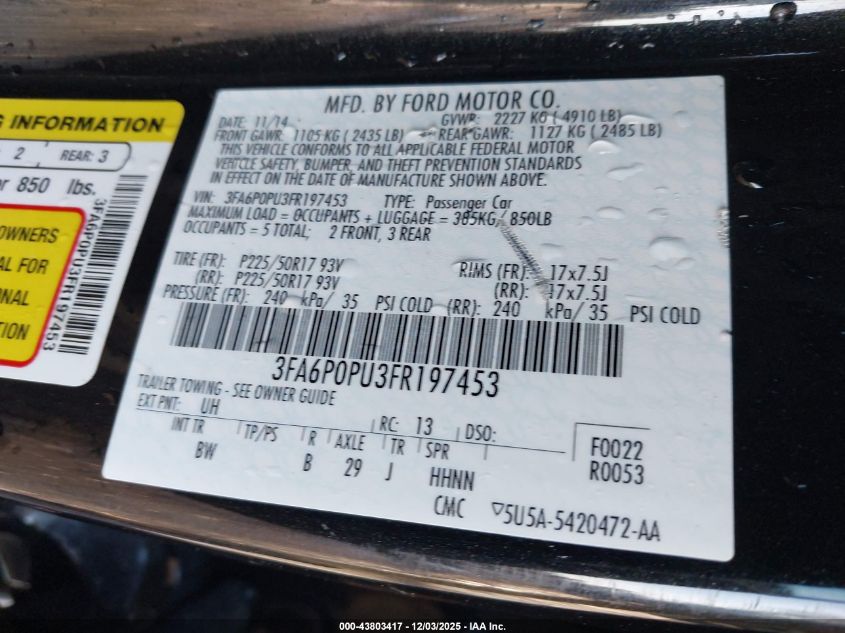 G INFORMATION
2 REAR: 3
or 850 lbs.
OWNERS
AL FOR
NAL
TION
3FA6P0PU3FR197453
MFD. BY FORD MOTOR CO.
DATE: 11/14 GVWR: 2227 KG ( 4910 LB)
FRONT GAWR: 1105 KG ( 2435 LB) REAR GAWR: 1127 KG ( 2485 LB)
THIS VEHICLE CONFORMS TO ALL APPLICABLE FEDERAL MOTOR
VEHICLE SAFETY, BUMPER, AND THEFT PREVENTION STANDARDS
IN EFFECT ON THE DATE OF MANUFACTURE SHOWN ABOVE.
VIN: 3FA6P0PU3FR197453 TYPE: Passenger Car
MAXIMUM LOAD = OCCUPANTS + LUGGAGE = 385KG/ 850LB
OCCUPANTS = 5 TOTAL; 2 FRONT, 3 REAR
TIRE (FR): P225/50R17 93V RIMS (FR): 17x7.5J
(RR): P225/50R17 93V (RR): 17x7.5J
PRESSURE (FR): 240 kPa/ 35 PSI COLD (RR): 240 kPa/ 35 PSI COLD
3FA6P0PU3FR197453
TRAILER TOWING - SEE OWNER GUIDE
EXT PNT: UH RC: 13 DSO: F0022
INT TR TP/PS R AXLE TR SPR R0053
BW B 29 J HHNN
CMC ▽5U5A-5420472-AA
000-43803417 - 12/03/2025 - IAA Inc.